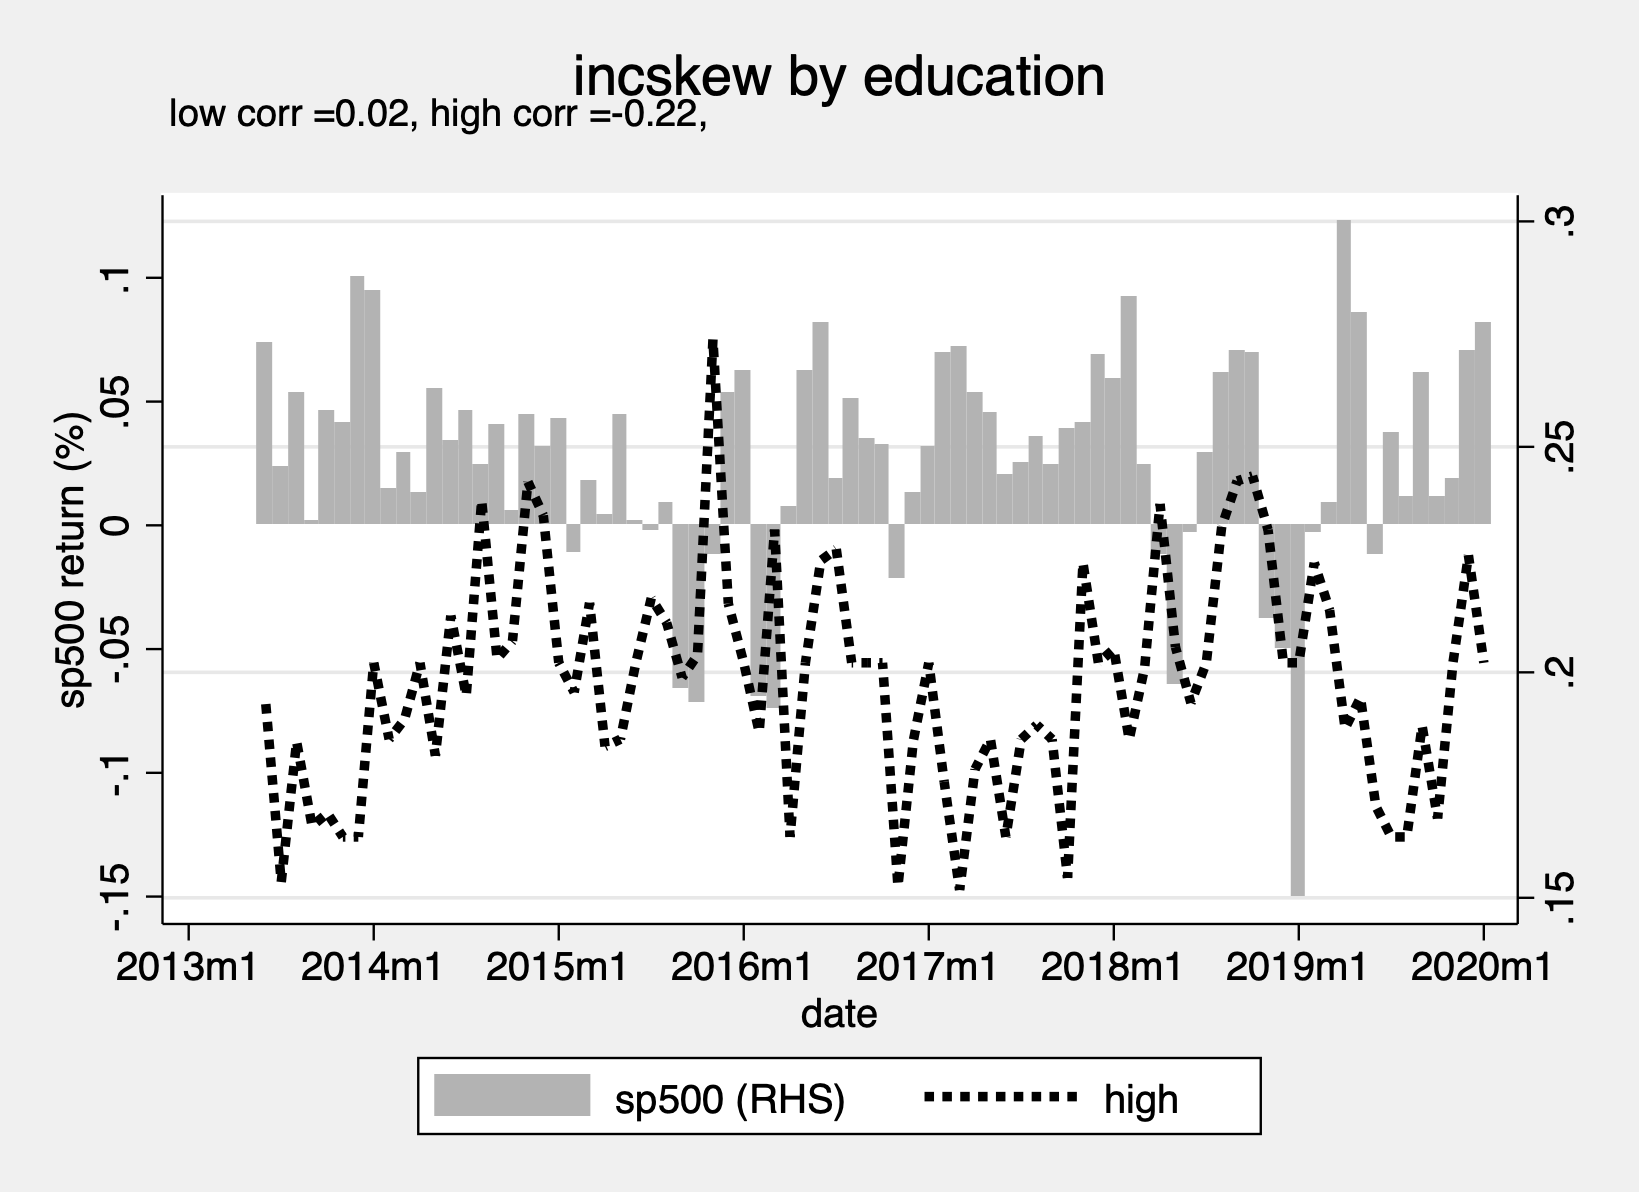 incskew by education
low corr =0.02, high corr =-0.22,
sp500 return (%)
.1
.05
0
-.05
-.1
-.15
.3
.25
.2
.15
2013m1 2014m1 2015m1 2016m1 2017m1 2018m1 2019m1 2020m1
date
sp500 (RHS) high